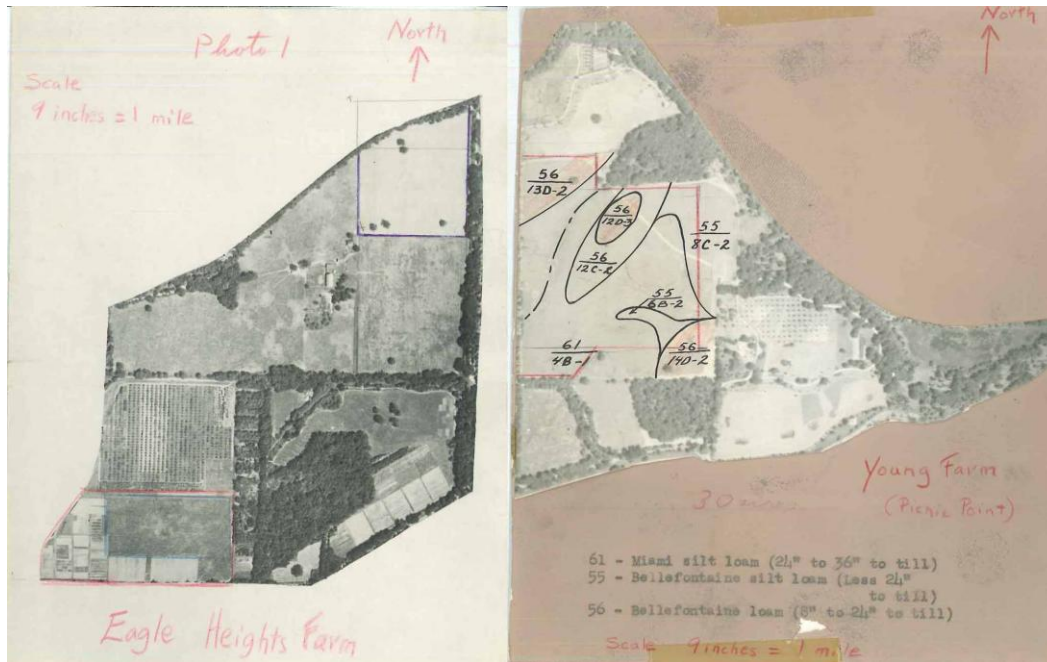 Photo 1
North
Scale
9 inches = 1 mile
Eagle Heights Farm
North
56
13D-2
56
12D-3
55
8C-2
56
12C-2
55
6B-2
61
4B-1
56
14D-2
Young Farm
(Picnic Point)
30
61 - Miami silt loam (24" to 36" to till)
55 - Bellefontaine silt loam (Less 24"
to till)
56 - Bellefontaine loam (8" to 24" to till)
Scale 9 inches = 1 mile